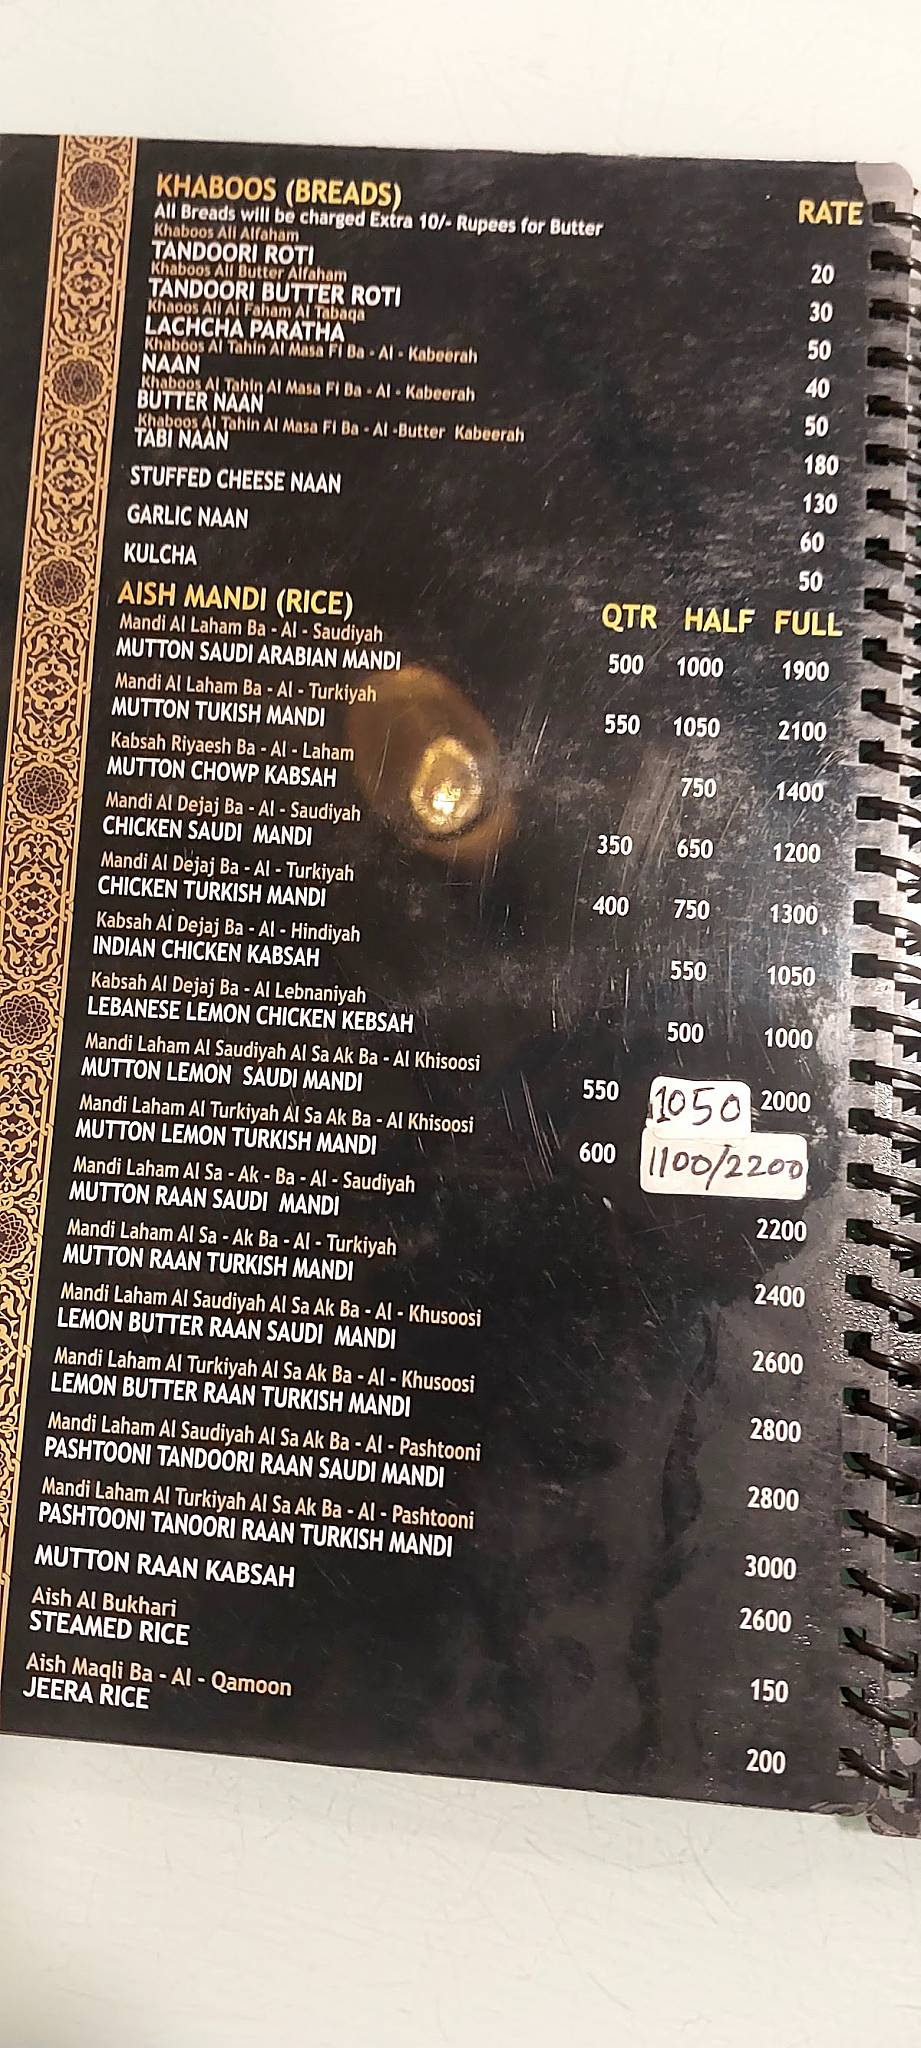 KHABOOS (BREADS) RATE
All Breads will be charged Extra 10/- Rupees for Butter
Khaboos Ali Alfaham
TANDOORI ROTI 20
Khaboos Ali Butter Alfaham
TANDOORI BUTTER ROTI 30
Khaoos Ali Al Faham Al Tabaqa
LACHCHA PARATHA 50
Khaboos Al Tahin Al Masa Fi Ba - Al - Kabeerah
NAAN 40
Khaboos Al Tahin Al Masa Fi Ba - Al - Kabeerah
BUTTER NAAN 50
Khaboos Al Tahin Al Masa Fi Ba - Al -Butter Kabeerah
TABI NAAN 180
STUFFED CHEESE NAAN 130
GARLIC NAAN 60
KULCHA 50
AISH MANDI (RICE) QTR HALF FULL
Mandi Al Laham Ba - Al - Saudiyah
MUTTON SAUDI ARABIAN MANDI 500 1000 1900
Mandi Al Laham Ba - Al - Turkiyah
MUTTON TUKISH MANDI 550 1050 2100
Kabsah Riyaesh Ba - Al - Laham
MUTTON CHOWP KABSAH 750 1400
Mandi Al Dejaj Ba - Al - Saudiyah
CHICKEN SAUDI MANDI 350 650 1200
Mandi Al Dejaj Ba - Al - Turkiyah
CHICKEN TURKISH MANDI 400 750 1300
Kabsah Al Dejaj Ba - Al - Hindiyah
INDIAN CHICKEN KABSAH 550 1050
Kabsah Al Dejaj Ba - Al Lebnaniyah
LEBANESE LEMON CHICKEN KEBSAH 500 1000
Mandi Laham Al Saudiyah Al Sa Ak Ba - Al Khisoosi
MUTTON LEMON SAUDI MANDI 550 1050 2000
Mandi Laham Al Turkiyah Al Sa Ak Ba - Al Khisoosi
MUTTON LEMON TURKISH MANDI 600 1100/2200
Mandi Laham Al Sa - Ak - Ba - Al - Saudiyah
MUTTON RAAN SAUDI MANDI 2200
Mandi Laham Al Sa - Ak Ba - Al - Turkiyah
MUTTON RAAN TURKISH MANDI 2400
Mandi Laham Al Saudiyah Al Sa Ak Ba - Al - Khusoosi
LEMON BUTTER RAAN SAUDI MANDI 2600
Mandi Laham Al Turkiyah Al Sa Ak Ba - Al - Khusoosi
LEMON BUTTER RAAN TURKISH MANDI 2800
Mandi Laham Al Saudiyah Al Sa Ak Ba - Al - Pashtooni
PASHTOONI TANDOORI RAAN SAUDI MANDI 2800
Mandi Laham Al Turkiyah Al Sa Ak Ba - Al - Pashtooni
PASHTOONI TANOORI RAAN TURKISH MANDI 3000
MUTTON RAAN KABSAH 2600
Aish Al Bukhari
STEAMED RICE 150
Aish Maqli Ba - Al - Qamoon
JEERA RICE 200